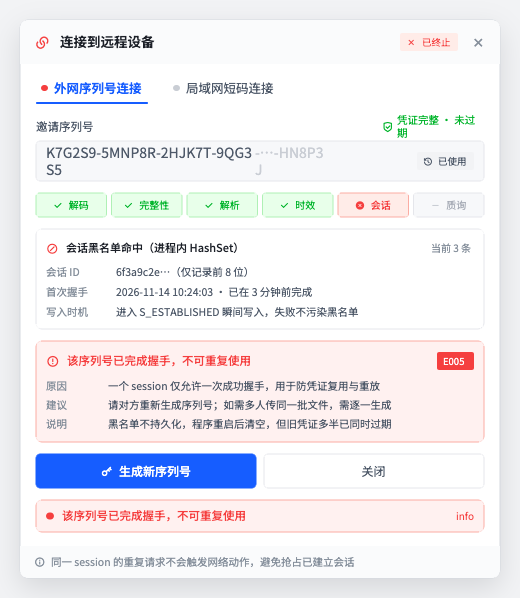 连接到远程设备
已终止
外网序列号连接
局域网短码连接
邀请序列号
凭证完整 · 未过
期
K7G2S9-5MNP8R-2HJK7T-9QG3
S5
-···-HN8P3
J
已使用
解码
完整性
解析
时效
会话
质询
会话黑名单命中（进程内 HashSet）
当前 3 条
会话 ID
6f3a9c2e…（仅记录前 8 位）
首次握手
2026-11-14 10:24:03 · 已在 3 分钟前完成
写入时机
进入 S_ESTABLISHED 瞬间写入，失败不污染黑名单
该序列号已完成握手，不可重复使用
E005
原因
一个 session 仅允许一次成功握手，用于防凭证复用与重放
建议
请对方重新生成序列号；如需多人传同一批文件，需逐一生成
说明
黑名单不持久化，程序重启后清空，但旧凭证多半已同时过期
生成新序列号
关闭
该序列号已完成握手，不可重复使用
info
同一 session 的重复请求不会触发网络动作，避免抢占已建立会话